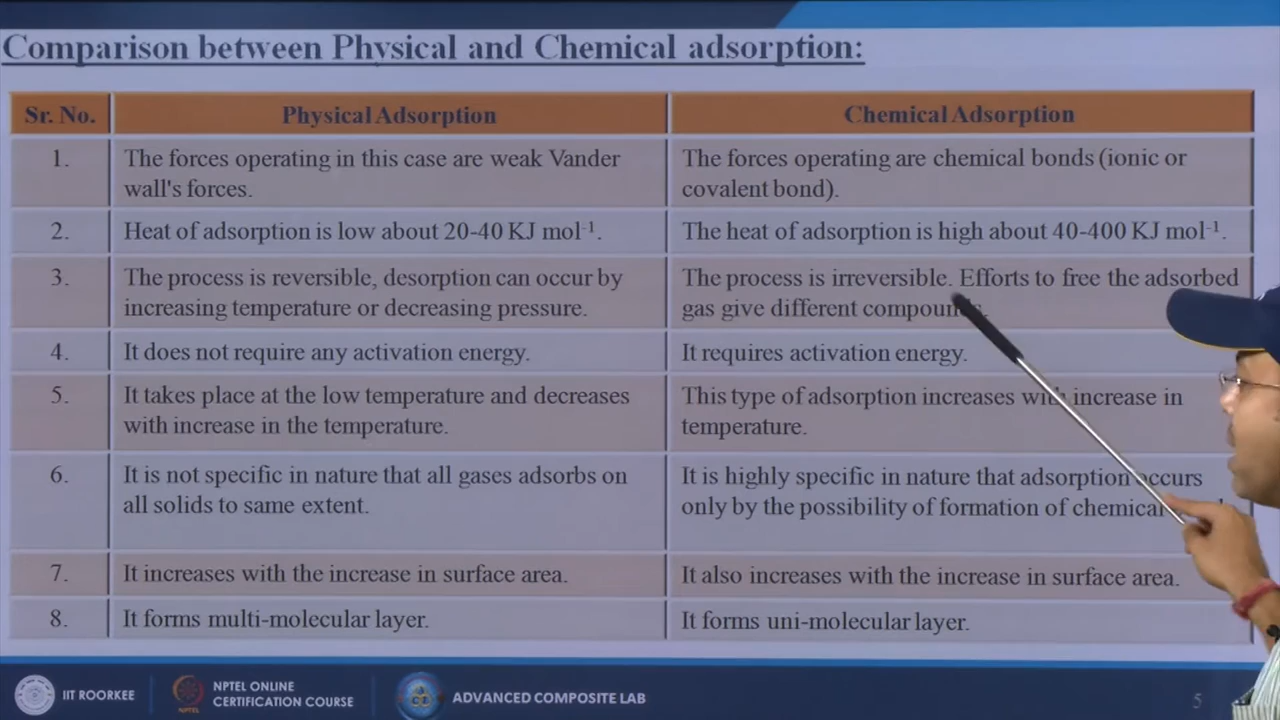 Comparison between Physical and Chemical adsorption:
Sr. No.
Physical Adsorption
Chemical Adsorption
1.
The forces operating in this case are weak Vander
wall's forces.
The forces operating are chemical bonds (ionic or
covalent bond).
2.
Heat of adsorption is low about 20-40 KJ mol⁻¹.
The heat of adsorption is high about 40-400 KJ mol⁻¹.
3.
The process is reversible, desorption can occur by
increasing temperature or decreasing pressure.
The process is irreversible. Efforts to free the adsorbed
gas give different compounds.
4.
It does not require any activation energy.
It requires activation energy.
5.
It takes place at the low temperature and decreases
with increase in the temperature.
This type of adsorption increases with increase in
temperature.
6.
It is not specific in nature that all gases adsorbs on
all solids to same extent.
It is highly specific in nature that adsorption occurs
only by the possibility of formation of chemical
7.
It increases with the increase in surface area.
It also increases with the increase in surface area.
8.
It forms multi-molecular layer.
It forms uni-molecular layer.
IIT ROORKEE
NPTEL
NPTEL ONLINE
CERTIFICATION COURSE
ADVANCED COMPOSITE LAB
5